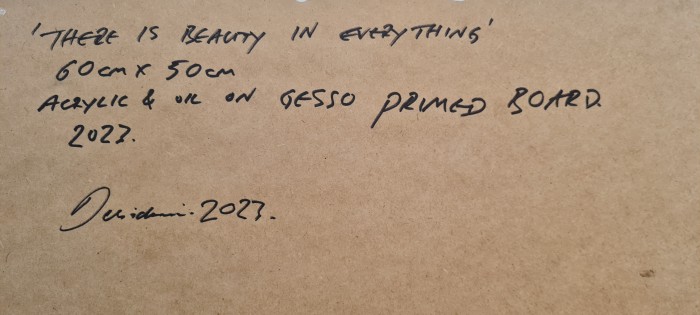 'THERE IS BEAUTY IN EVERYTHING'
60cm x 50cm
ACRYLIC & OIL ON GESSO PRIMED BOARD.
2023.
2023.